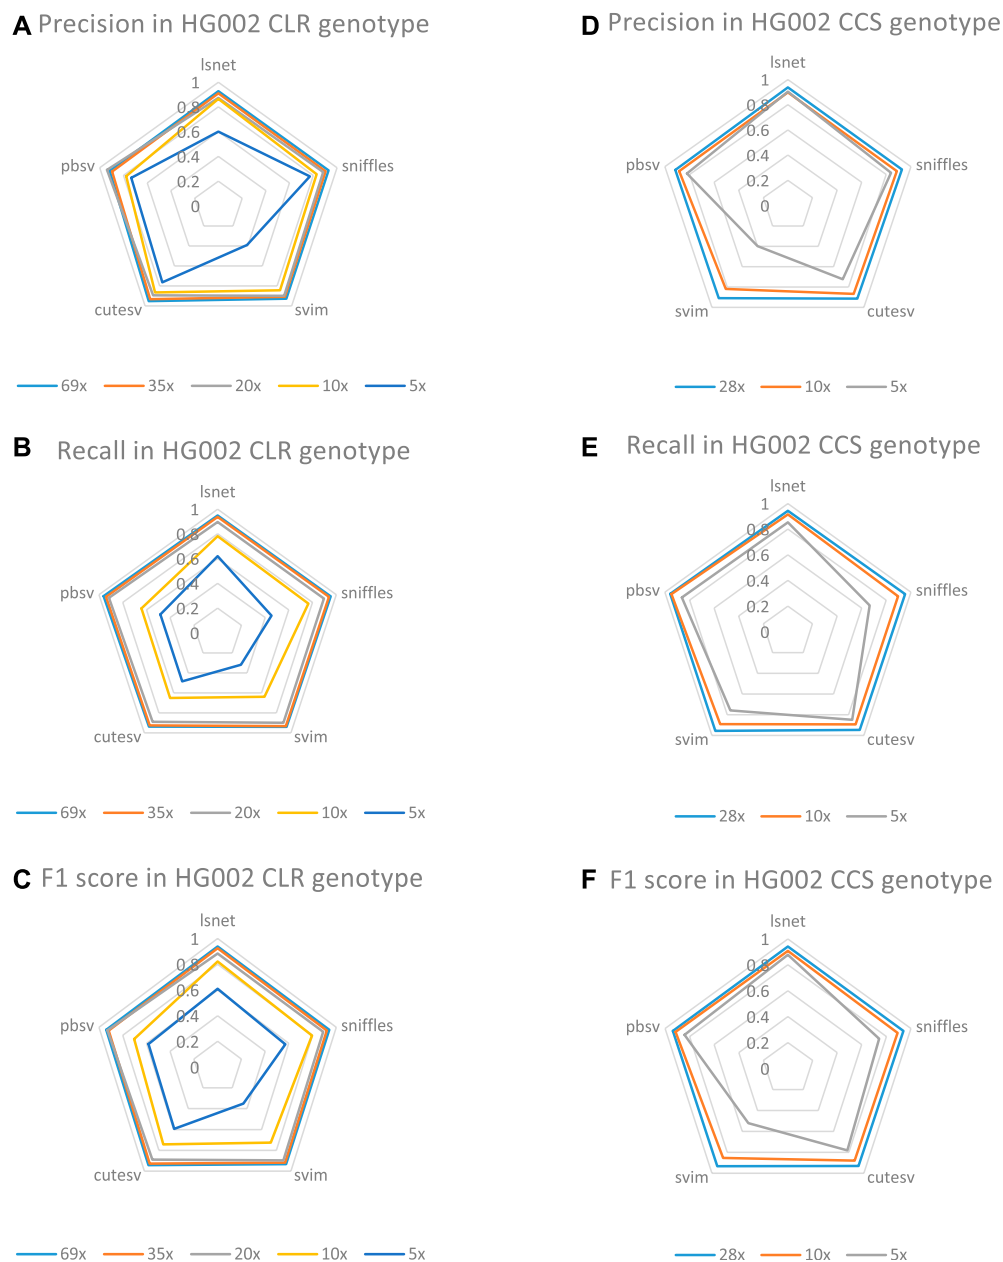 A Precision in HG002 CLR genotype
lsnet
1
0.8
0.6
0.4
0.2
0
pbsv
sniffles
cutesv
svim
69x 35x 20x 10x 5x
D Precision in HG002 CCS genotype
lsnet
1
0.8
0.6
0.4
0.2
0
pbsv
sniffles
svim
cutesv
28x 10x 5x
B Recall in HG002 CLR genotype
lsnet
1
0.8
0.6
0.4
0.2
0
pbsv
sniffles
cutesv
svim
69x 35x 20x 10x 5x
E Recall in HG002 CCS genotype
lsnet
1
0.8
0.6
0.4
0.2
0
pbsv
sniffles
svim
cutesv
28x 10x 5x
C F1 score in HG002 CLR genotype
lsnet
1
0.8
0.6
0.4
0.2
0
pbsv
sniffles
cutesv
svim
69x 35x 20x 10x 5x
F F1 score in HG002 CCS genotype
lsnet
1
0.8
0.6
0.4
0.2
0
pbsv
sniffles
svim
cutesv
28x 10x 5x